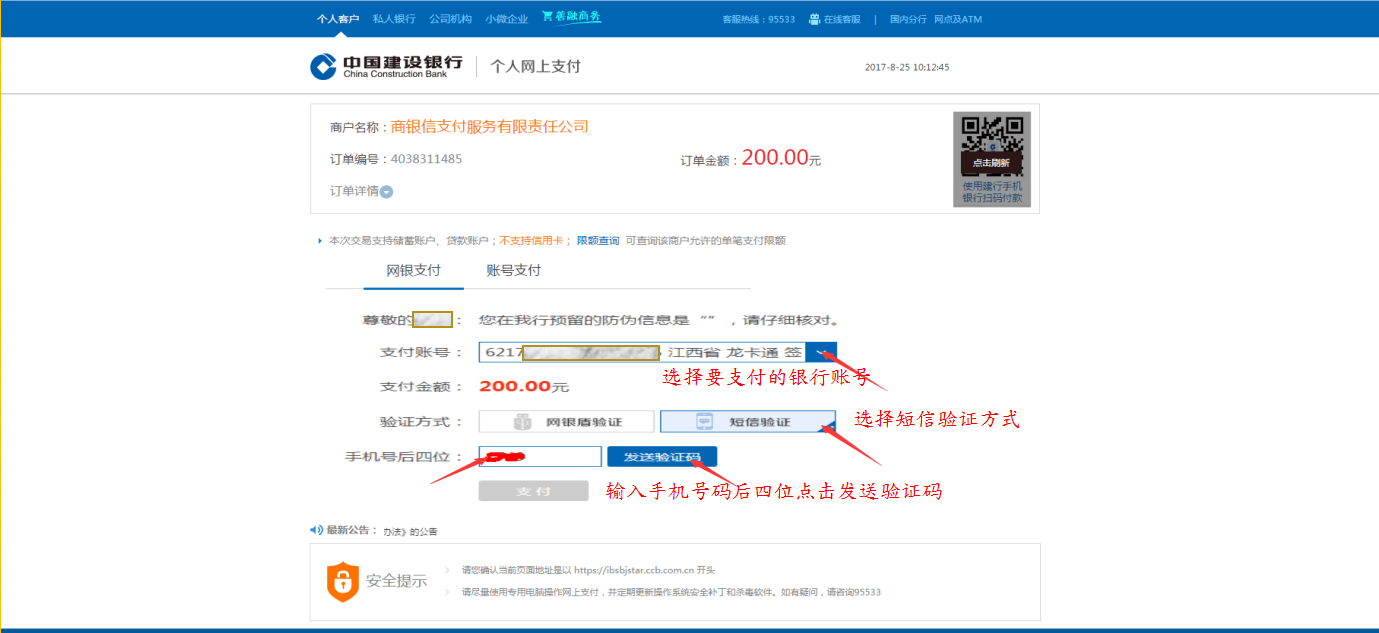 个人客户 私人银行 公司机构 小微企业 善融商务 客服热线：95533 在线客服 | 国内分行 网点及ATM
中国建设银行 个人网上支付 2017-8-25 10:12:45
China Construction Bank
商户名称：商银信支付服务有限责任公司
订单编号：4038311485 订单金额：200.00元
订单详情
点击刷新
使用建行手机
银行扫码付款
本次交易支持储蓄账户、贷款账户；不支持信用卡； 限额查询 可查询该商户允许的单笔支付限额
网银支付 账号支付
尊敬的 ： 您在我行预留的防伪信息是 “” ，请仔细核对。
支付账号： 6217 江西省 龙卡通 签
选择要支付的银行账号
支付金额： 200.00元
验证方式： 网银盾验证 短信验证 选择短信验证方式
手机号后四位： 发送验证码
支付 输入手机号码后四位点击发送验证码
最新公告： 办法》的公告
安全提示
请您确认当前页面地址是以 https://ibsbjstar.ccb.com.cn 开头
请尽量使用专用电脑操作网上支付，并定期更新操作系统安全补丁和杀毒软件。如有疑问，请咨询95533